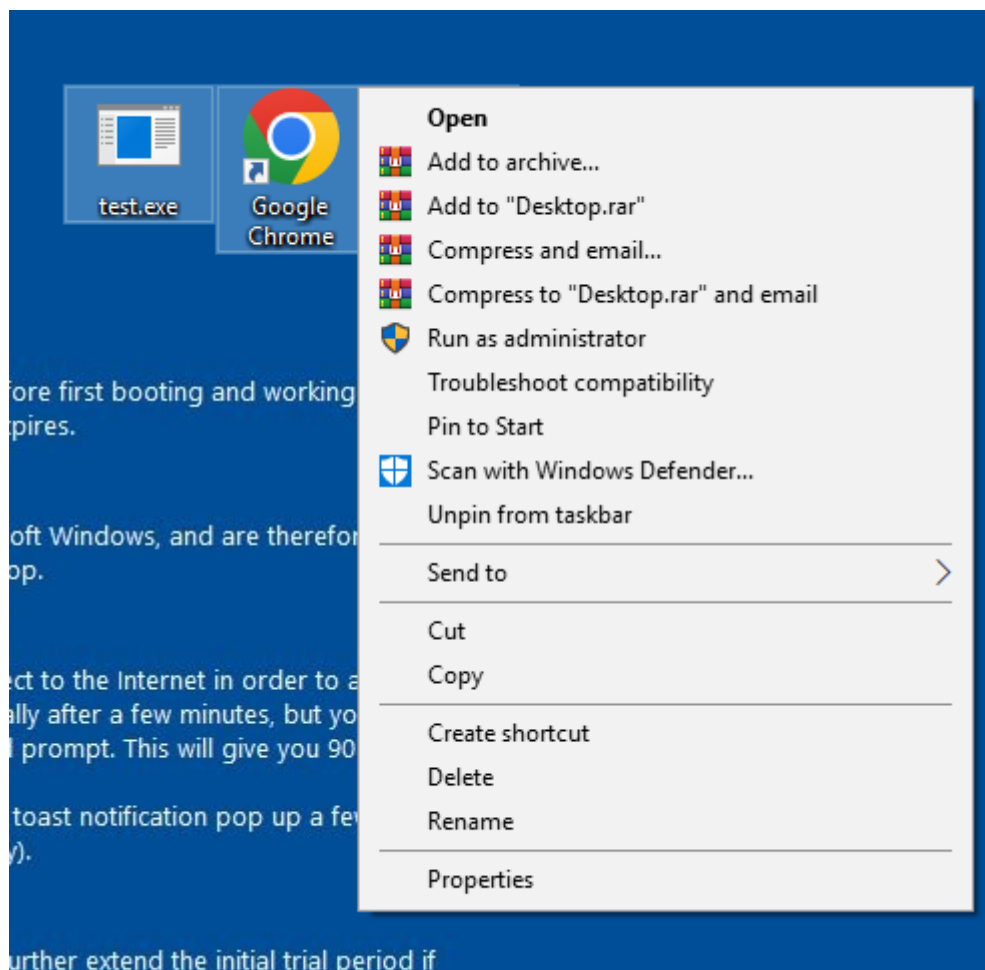 test.exe
Google
Chrome
Open
Add to archive...
Add to "Desktop.rar"
Compress and email...
Compress to "Desktop.rar" and email
Run as administrator
Troubleshoot compatibility
Pin to Start
Scan with Windows Defender...
Unpin from taskbar
Send to
Cut
Copy
Create shortcut
Delete
Rename
Properties
fore first booting and working
pires.
oft Windows, and are therefor
op.
ect to the Internet in order to a
ally after a few minutes, but yo
prompt. This will give you 90
toast notification pop up a few
y).
urther extend the initial trial period if